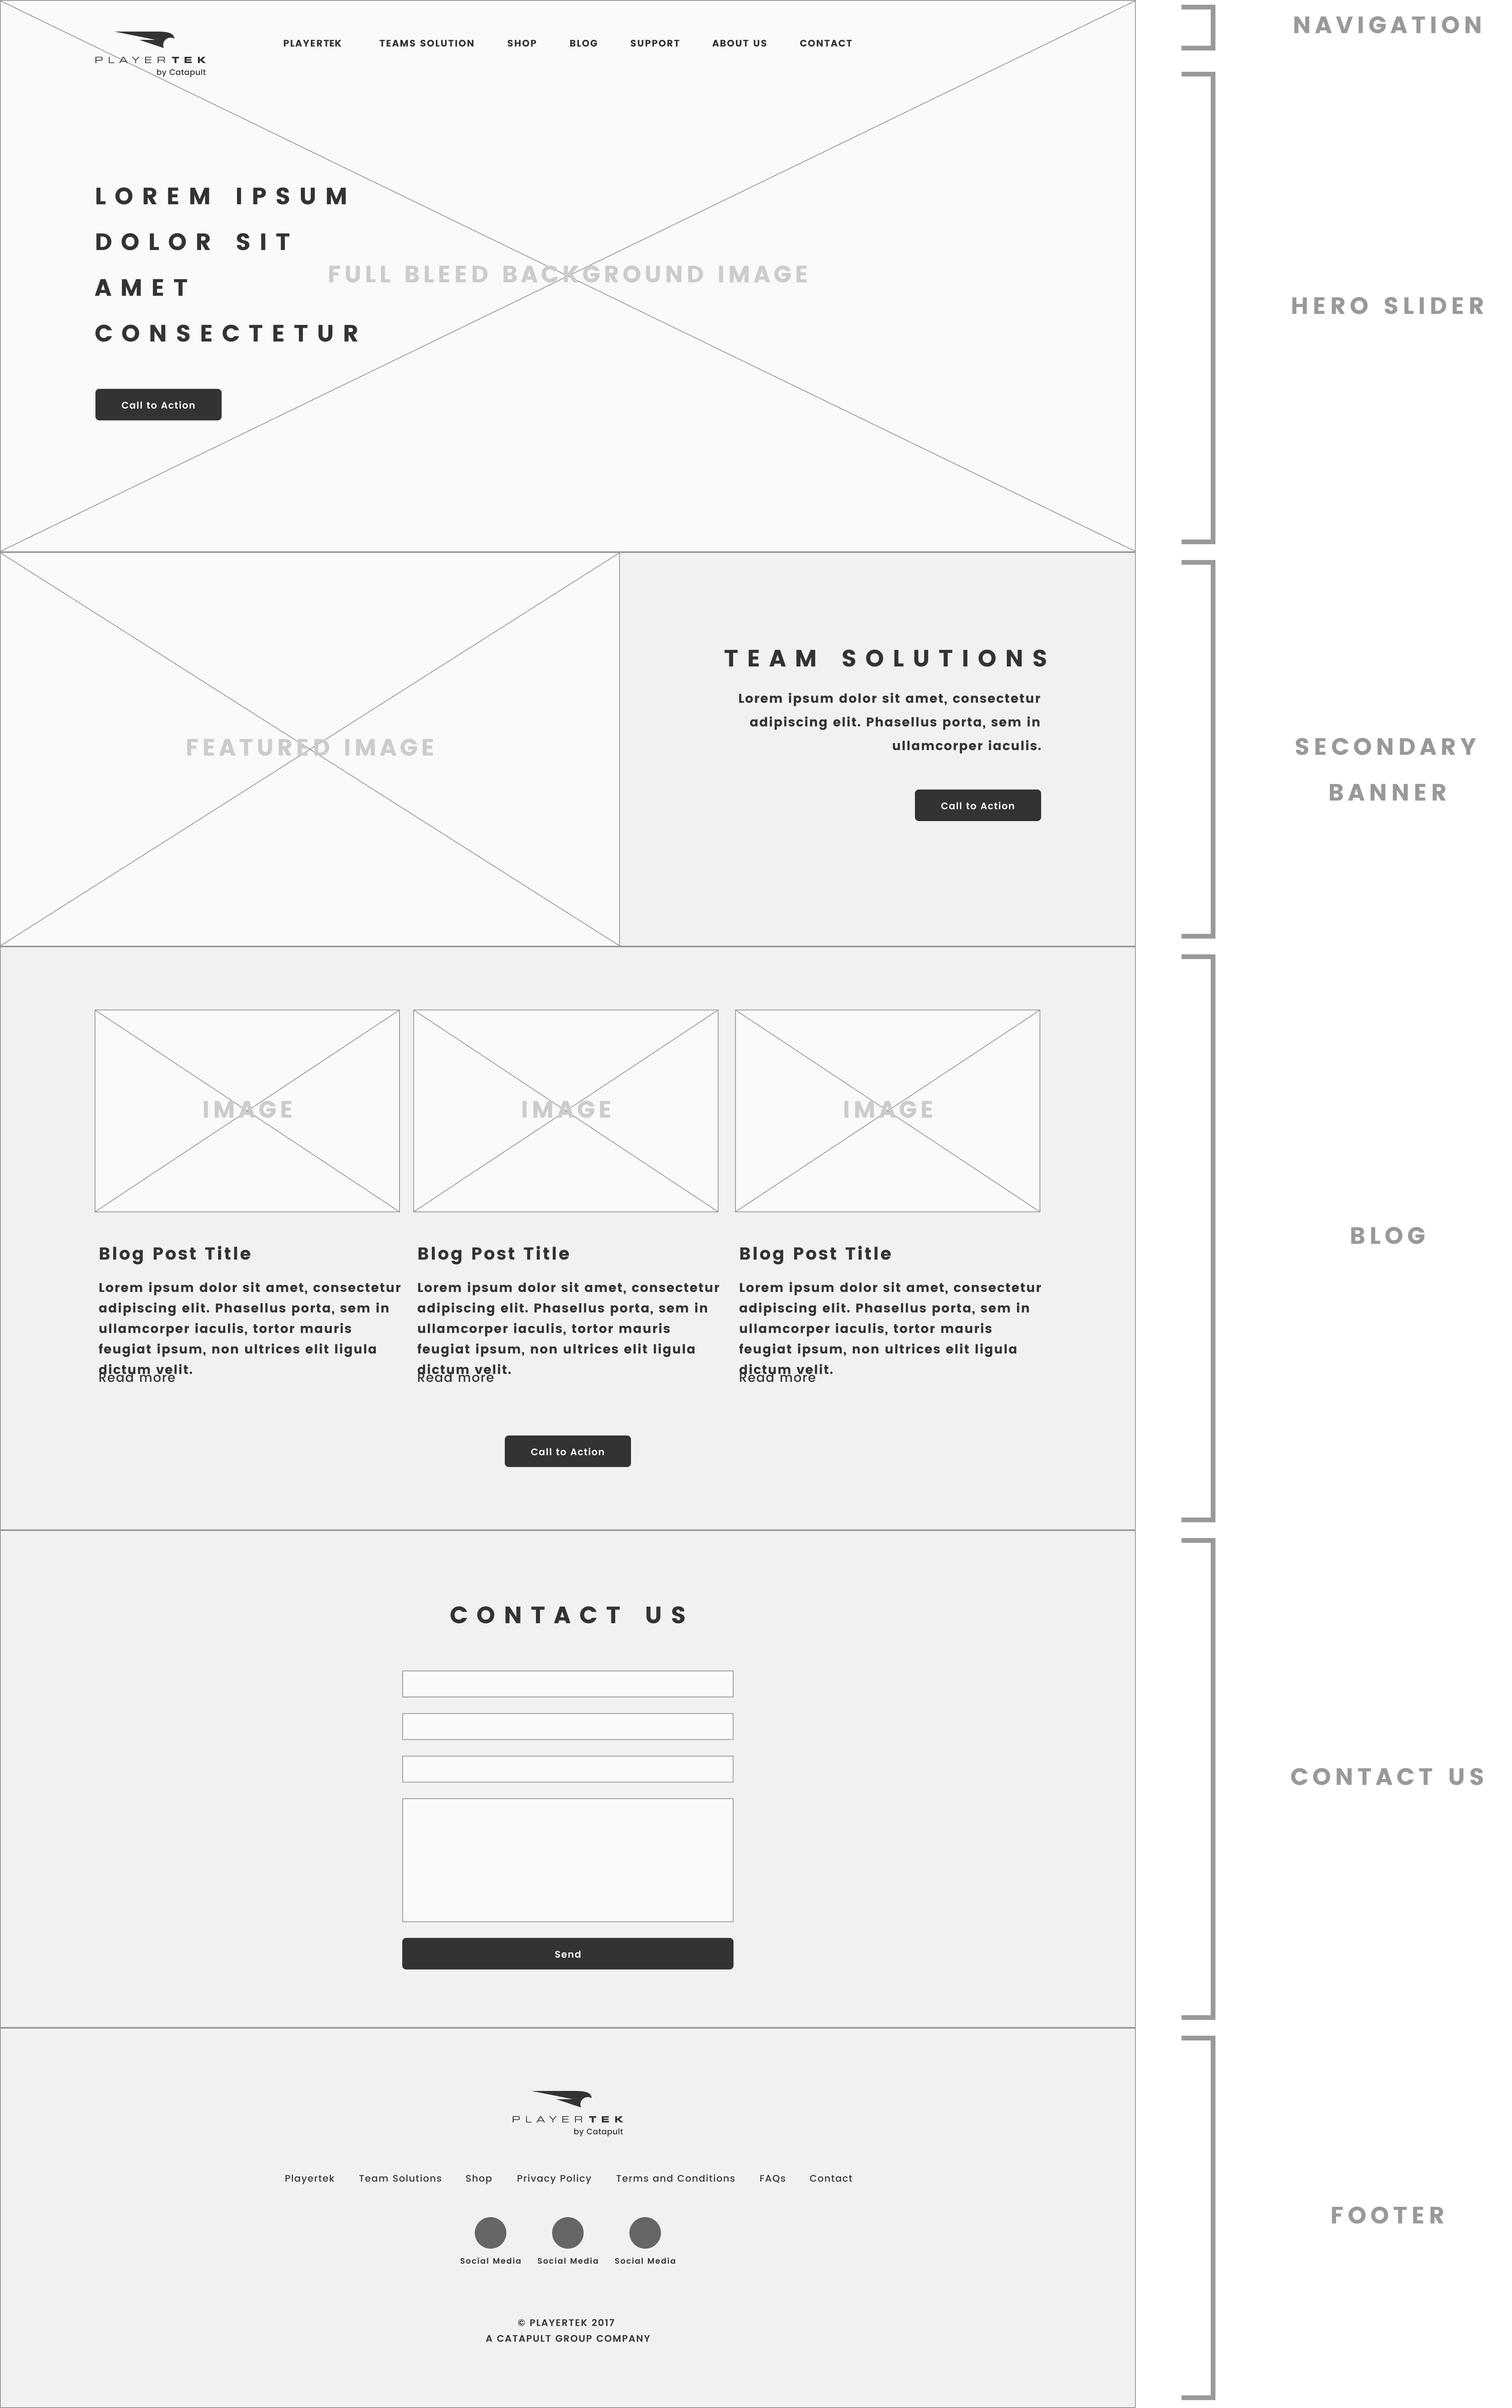 PLAYERTEK
by Catapult
PLAYERTEK TEAMS SOLUTION SHOP BLOG SUPPORT ABOUT US CONTACT
NAVIGATION
LOREM IPSUM
DOLOR SIT
AMET
CONSECTETUR
FULL BLEED BACKGROUND IMAGE
Call to Action
HERO SLIDER
FEATURED IMAGE
TEAM SOLUTIONS
Lorem ipsum dolor sit amet, consectetur
adipiscing elit. Phasellus porta, sem in
ullamcorper iaculis.
Call to Action
SECONDARY
BANNER
IMAGE
Blog Post Title
Lorem ipsum dolor sit amet, consectetur
adipiscing elit. Phasellus porta, sem in
ullamcorper iaculis, tortor mauris
feugiat ipsum, non ultrices elit ligula
dictum velit.
Read more
IMAGE
Blog Post Title
Lorem ipsum dolor sit amet, consectetur
adipiscing elit. Phasellus porta, sem in
ullamcorper iaculis, tortor mauris
feugiat ipsum, non ultrices elit ligula
dictum velit.
Read more
IMAGE
Blog Post Title
Lorem ipsum dolor sit amet, consectetur
adipiscing elit. Phasellus porta, sem in
ullamcorper iaculis, tortor mauris
feugiat ipsum, non ultrices elit ligula
dictum velit.
Read more
Call to Action
BLOG
CONTACT US
Send
CONTACT US
PLAYERTEK
by Catapult
Playertek Team Solutions Shop Privacy Policy Terms and Conditions FAQs Contact
Social Media Social Media Social Media
© PLAYERTEK 2017
A CATAPULT GROUP COMPANY
FOOTER